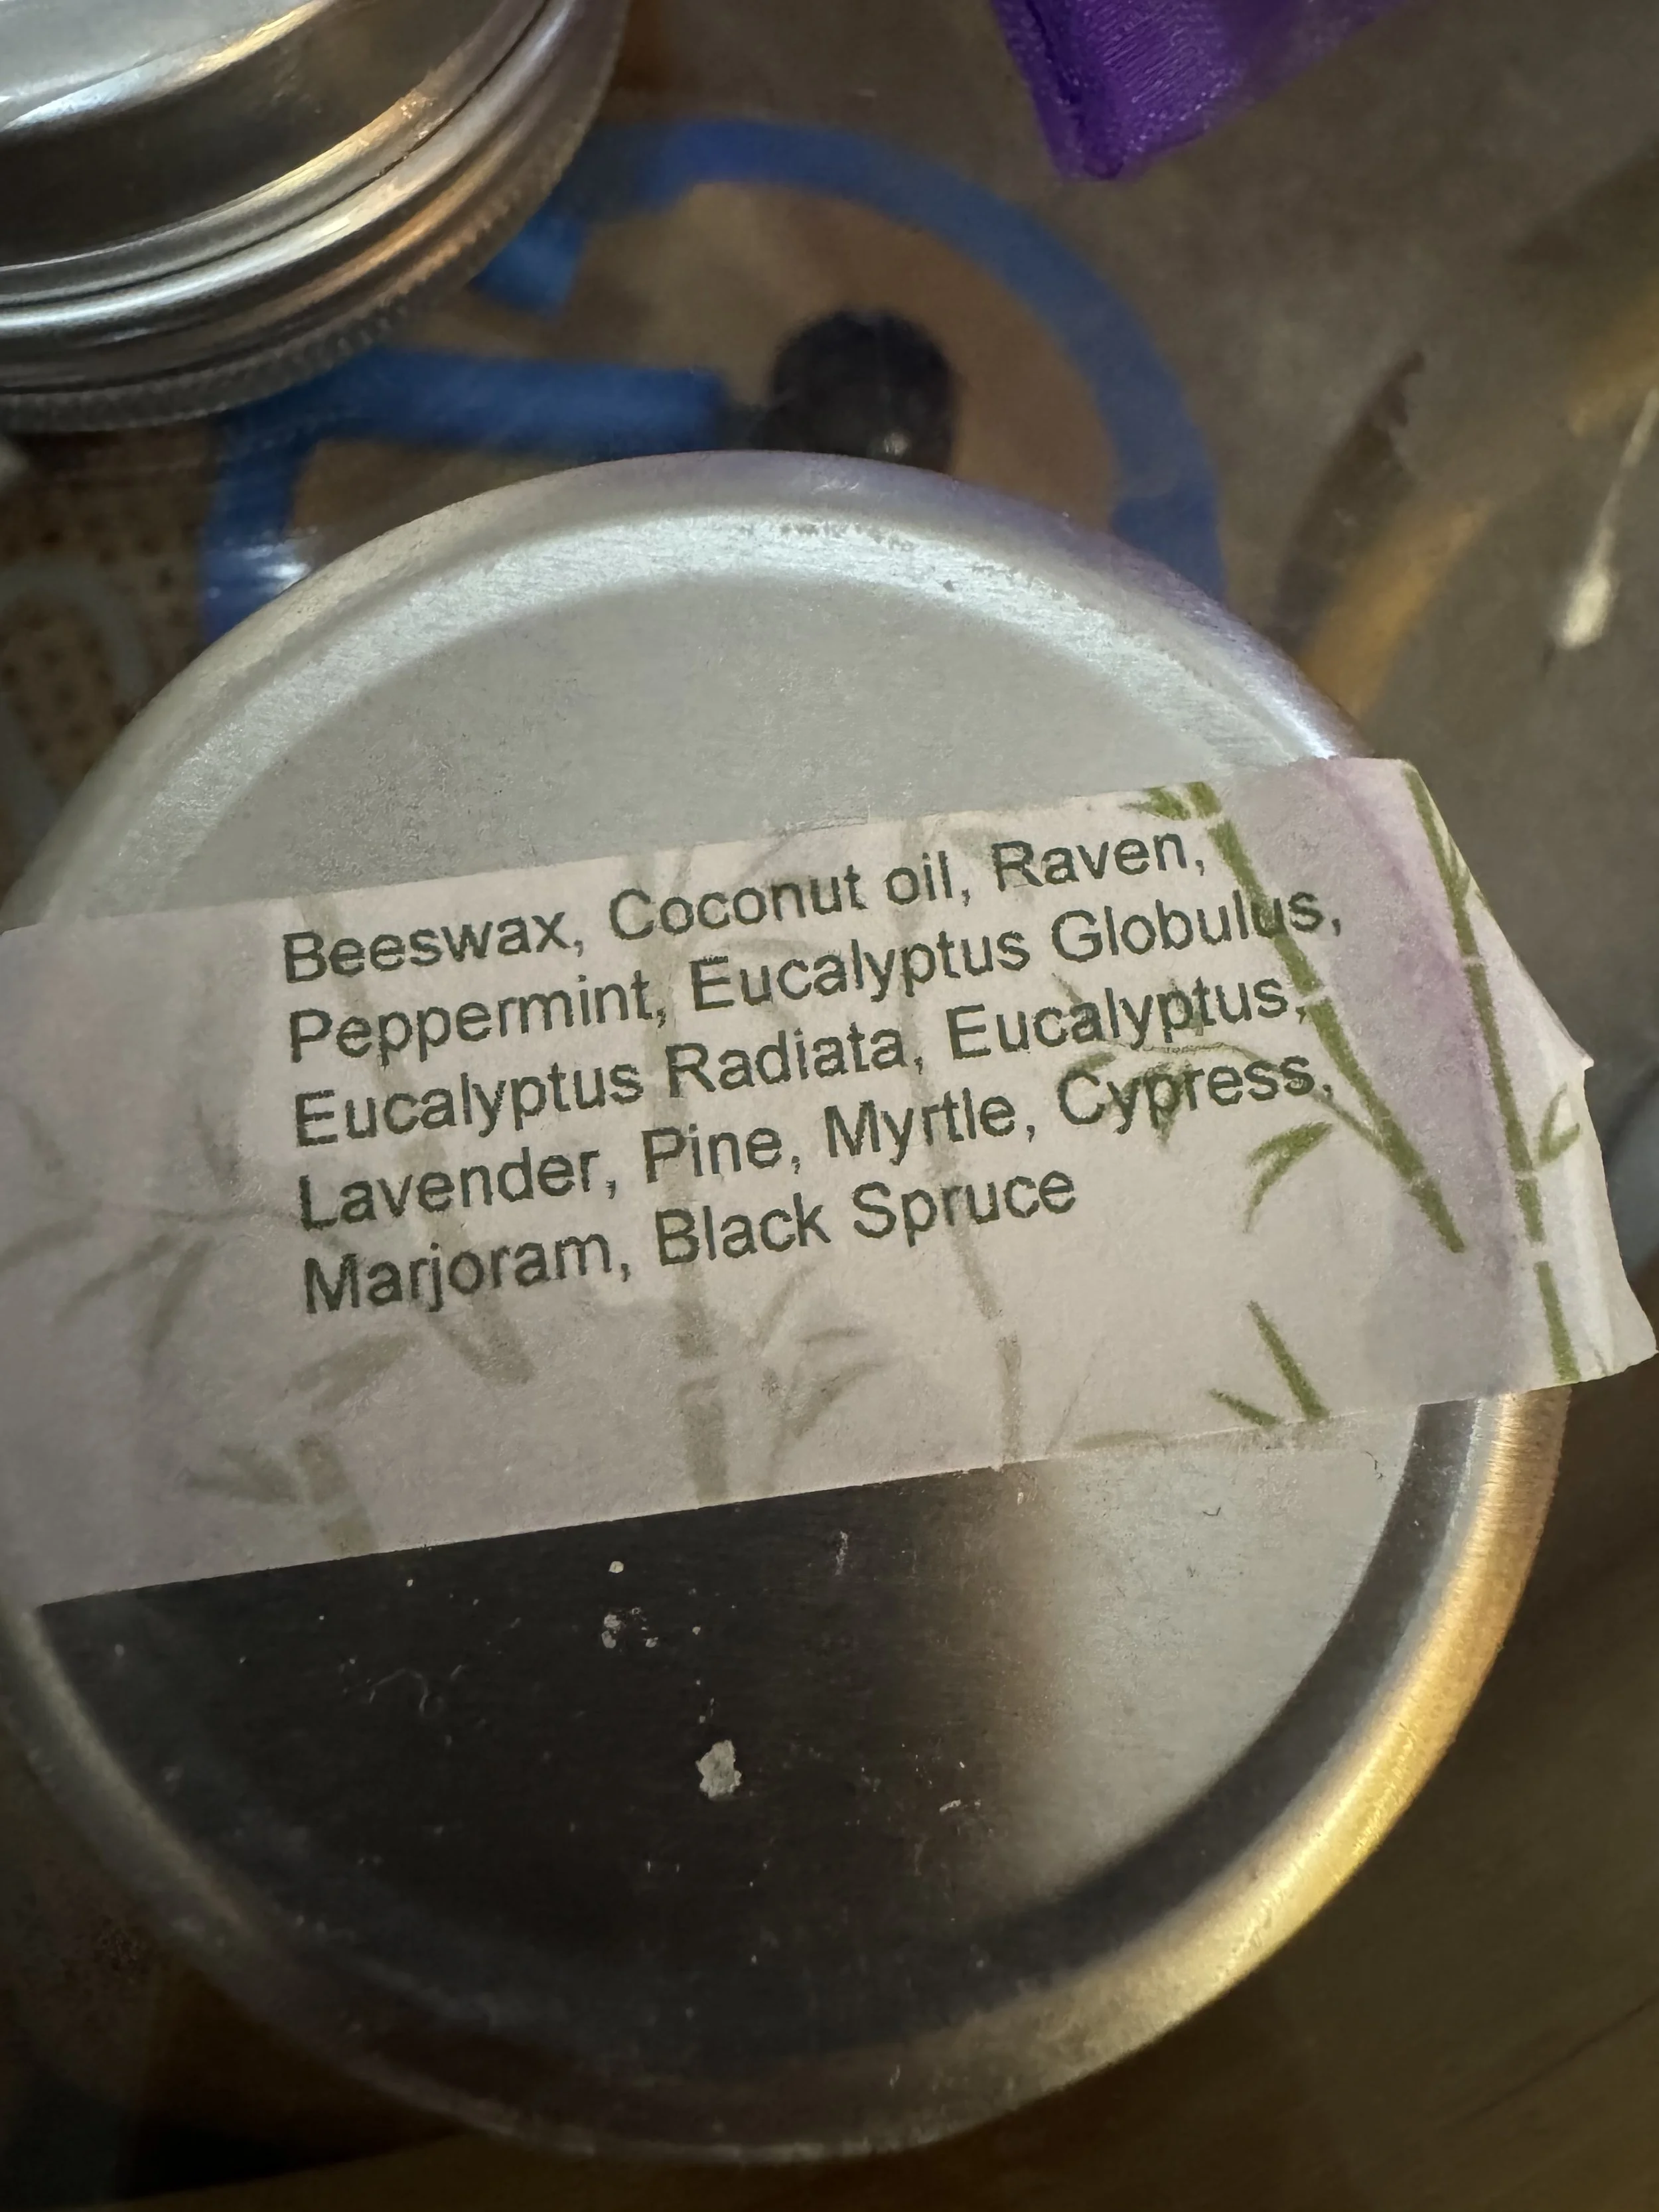 Beeswax, Coconut oil, Raven,
Peppermint, Eucalyptus Globulus,
Eucalyptus Radiata, Eucalyptus,
Lavender, Pine, Myrtle, Cypress,
Marjoram, Black Spruce